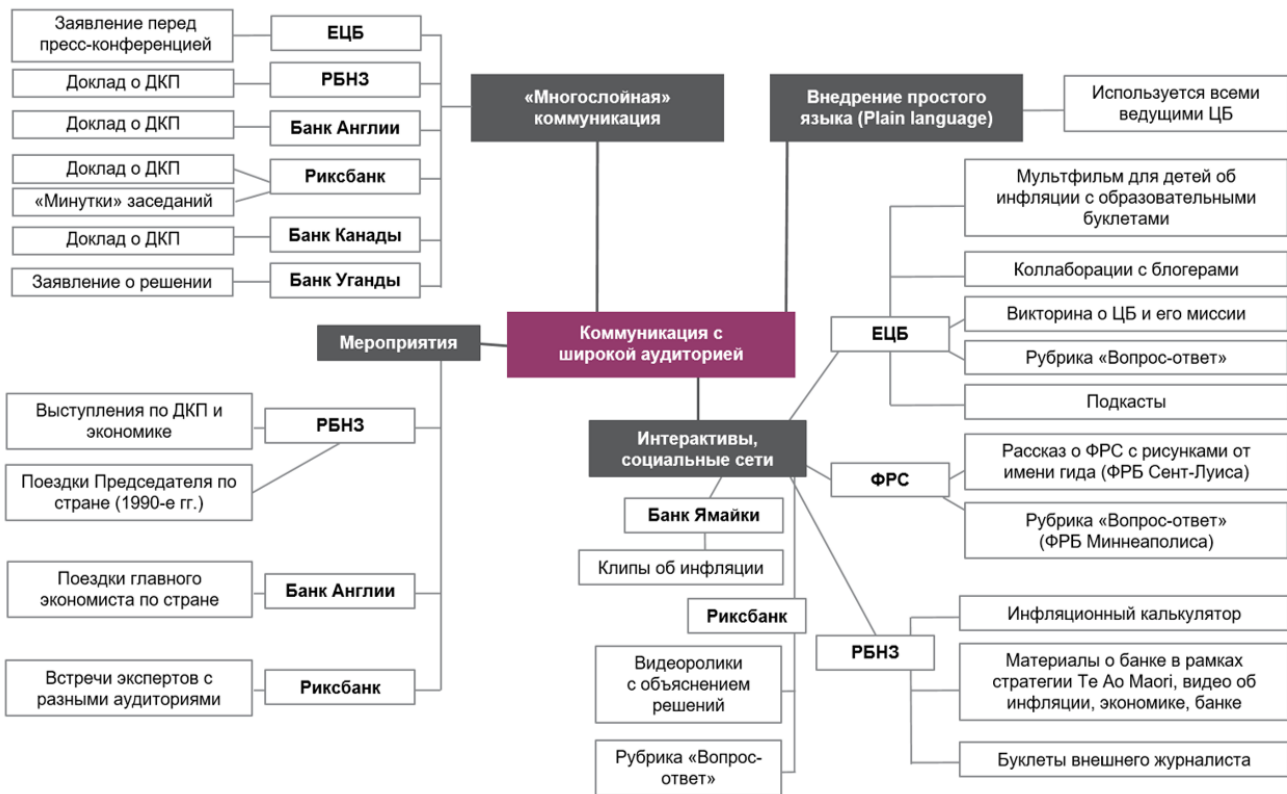 Заявление перед
пресс-конференцией
ЕЦБ
Доклад о ДКП
РБНЗ
Доклад о ДКП
Банк Англии
Доклад о ДКП
«Минутки» заседаний
Риксбанк
Доклад о ДКП
Банк Канады
Заявление о решении
Банк Уганды
«Многослойная»
коммуникация
Внедрение простого
языка (Plain language)
Используется всеми
ведущими ЦБ
Коммуникация с
широкой аудиторией
Мероприятия
Выступления по ДКП и
экономике
РБНЗ
Поездки Председателя по
стране (1990-е гг.)
Поездки главного
экономиста по стране
Банк Англии
Встречи экспертов с
разными аудиториями
Риксбанк
Интерактивы,
социальные сети
Банк Ямайки
Клипы об инфляции
Риксбанк
Видеоролики
с объяснением
решений
Рубрика «Вопрос-
ответ»
ЕЦБ
Мультфильм для детей об
инфляции с образовательными
буклетами
Коллаборации с блогерами
Викторина о ЦБ и его миссии
Рубрика «Вопрос-ответ»
Подкасты
ФРС
Рассказ о ФРС с рисунками от
имени гида (ФРБ Сент-Луиса)
Рубрика «Вопрос-ответ»
(ФРБ Миннеаполиса)
РБНЗ
Инфляционный калькулятор
Материалы о банке в рамках
стратегии Te Ao Maori, видео об
инфляции, экономике, банке
Буклеты внешнего журналиста